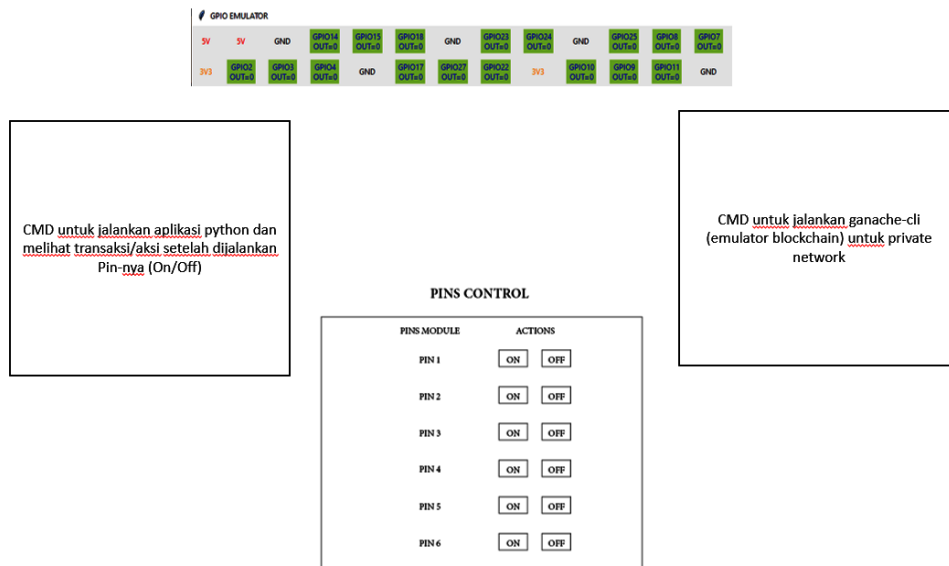 GPIO EMULATOR
5V 5V GND GPIO14 OUT=0 GPIO15 OUT=0 GPIO18 OUT=0 GND GPIO23 OUT=0 GPIO24 OUT=0 GND GPIO25 OUT=0 GPIO8 OUT=0 GPIO7 OUT=0
3V3 GPIO2 OUT=0 GPIO3 OUT=0 GPIO4 OUT=0 GND GPIO17 OUT=0 GPIO27 OUT=0 GPIO22 OUT=0 3V3 GPIO10 OUT=0 GPIO9 OUT=0 GPIO11 OUT=0 GND
CMD untuk jalankan aplikasi python dan
melihat transaksi/aksi setelah dijalankan
Pin-nya (On/Off)
CMD untuk jalankan ganache-cli
(emulator blockchain) untuk private
network
PINS CONTROL
PINS MODULE ACTIONS
PIN 1 ON OFF
PIN 2 ON OFF
PIN 3 ON OFF
PIN 4 ON OFF
PIN 5 ON OFF
PIN 6 ON OFF